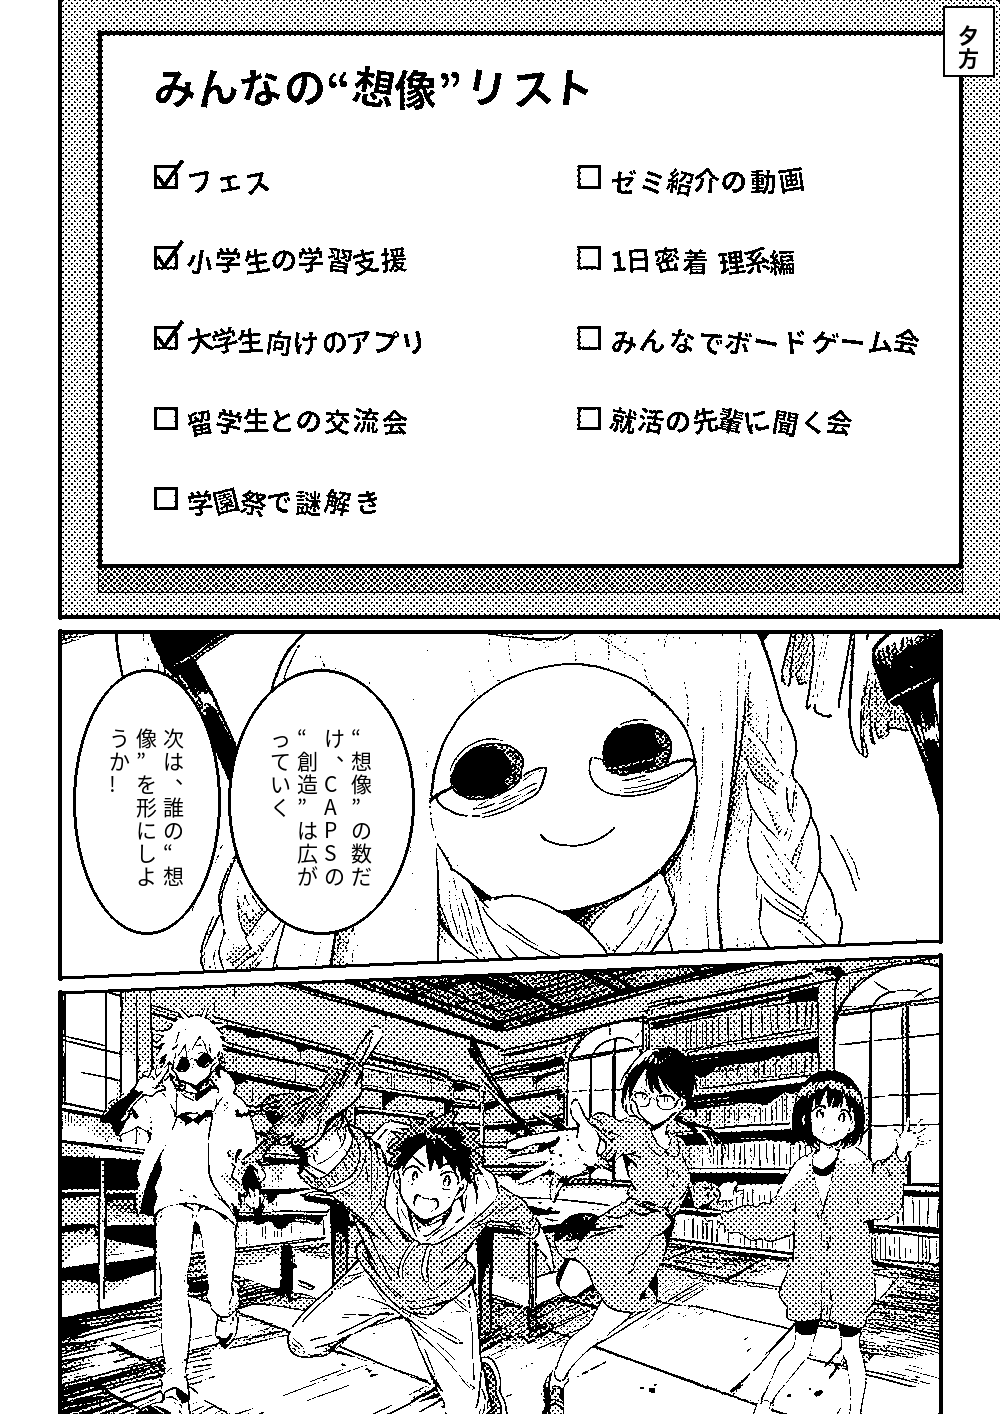 夕方
みんなの“想像”リスト
フェス
小学生の学習支援
大学生向けのアプリ
留学生との交流会
学園祭で謎解き
ゼミ紹介の動画
1日密着 理系編
みんなでボードゲーム会
就活の先輩に聞く会
“想像”の数だ
け、CAPSの
“創造”は広が
っていく
次は、誰の“想
像”を形にしよ
うか！